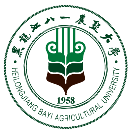 黑龙江八一农垦大学
1958
HEILONGJIANG BAYI AGRICULTURAL UNIVERSITY